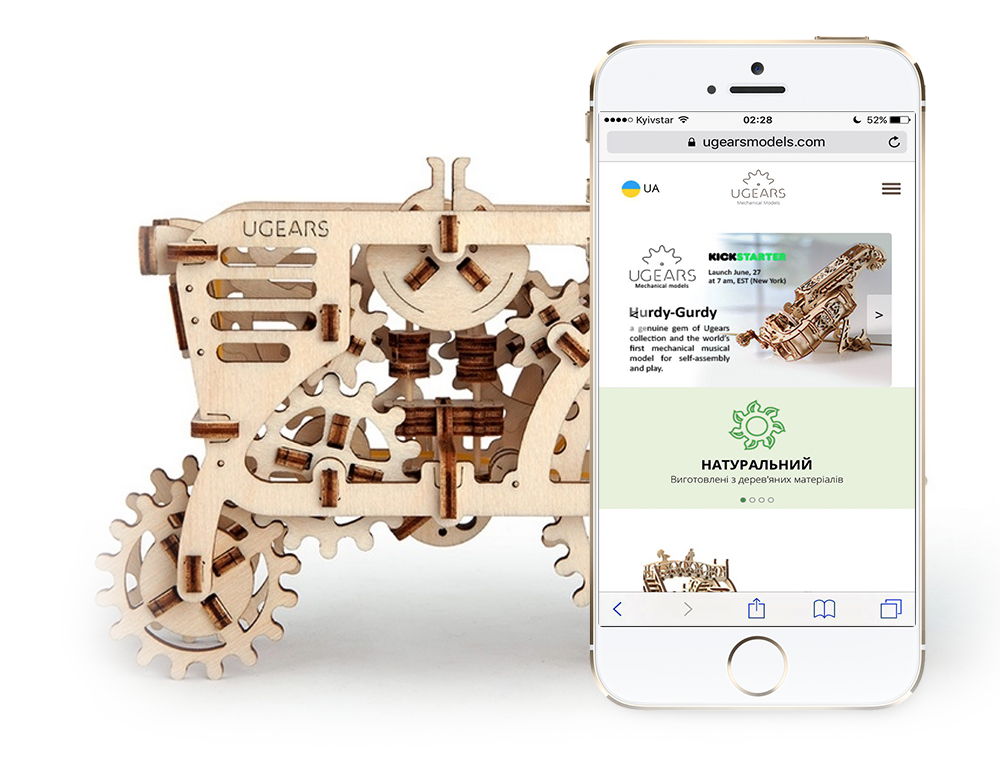 UGEARS
Kyivstar 02:28 52%
ugearsmodels.com
UA
UGEARS
Mechanical Models
UGEARS
Mechanical models
KICKSTARTER
Launch June, 27
at 7 am, EST (New York)
Hurdy-Gurdy
a genuine gem of Ugears
collection and the world's
first mechanical musical
model for self-assembly
and play.
НАТУРАЛЬНИЙ
Виготовлені з дерев'яних матеріалів